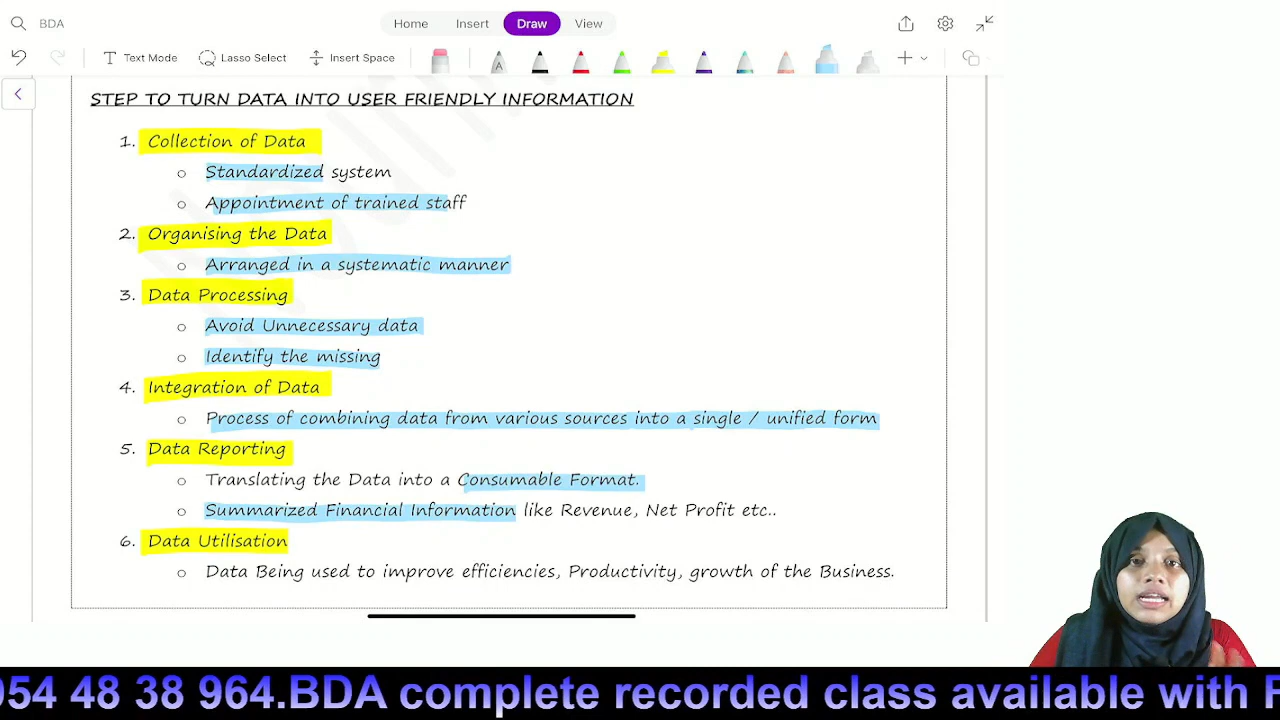 BDA
Home Insert Draw View
Text Mode Lasso Select Insert Space
A
STEP TO TURN DATA INTO USER FRIENDLY INFORMATION
1. Collection of Data
o Standardized system
o Appointment of trained staff
2. Organising the Data
o Arranged in a systematic manner
3. Data Processing
o Avoid Unnecessary data
o Identify the missing
4. Integration of Data
o Process of combining data from various sources into a single / unified form
5. Data Reporting
o Translating the Data into a Consumable Format.
o Summarized Financial Information like Revenue, Net Profit etc..
6. Data Utilisation
o Data Being used to improve efficiencies, Productivity, growth of the Business.
954 48 38 964.BDA complete recorded class available with